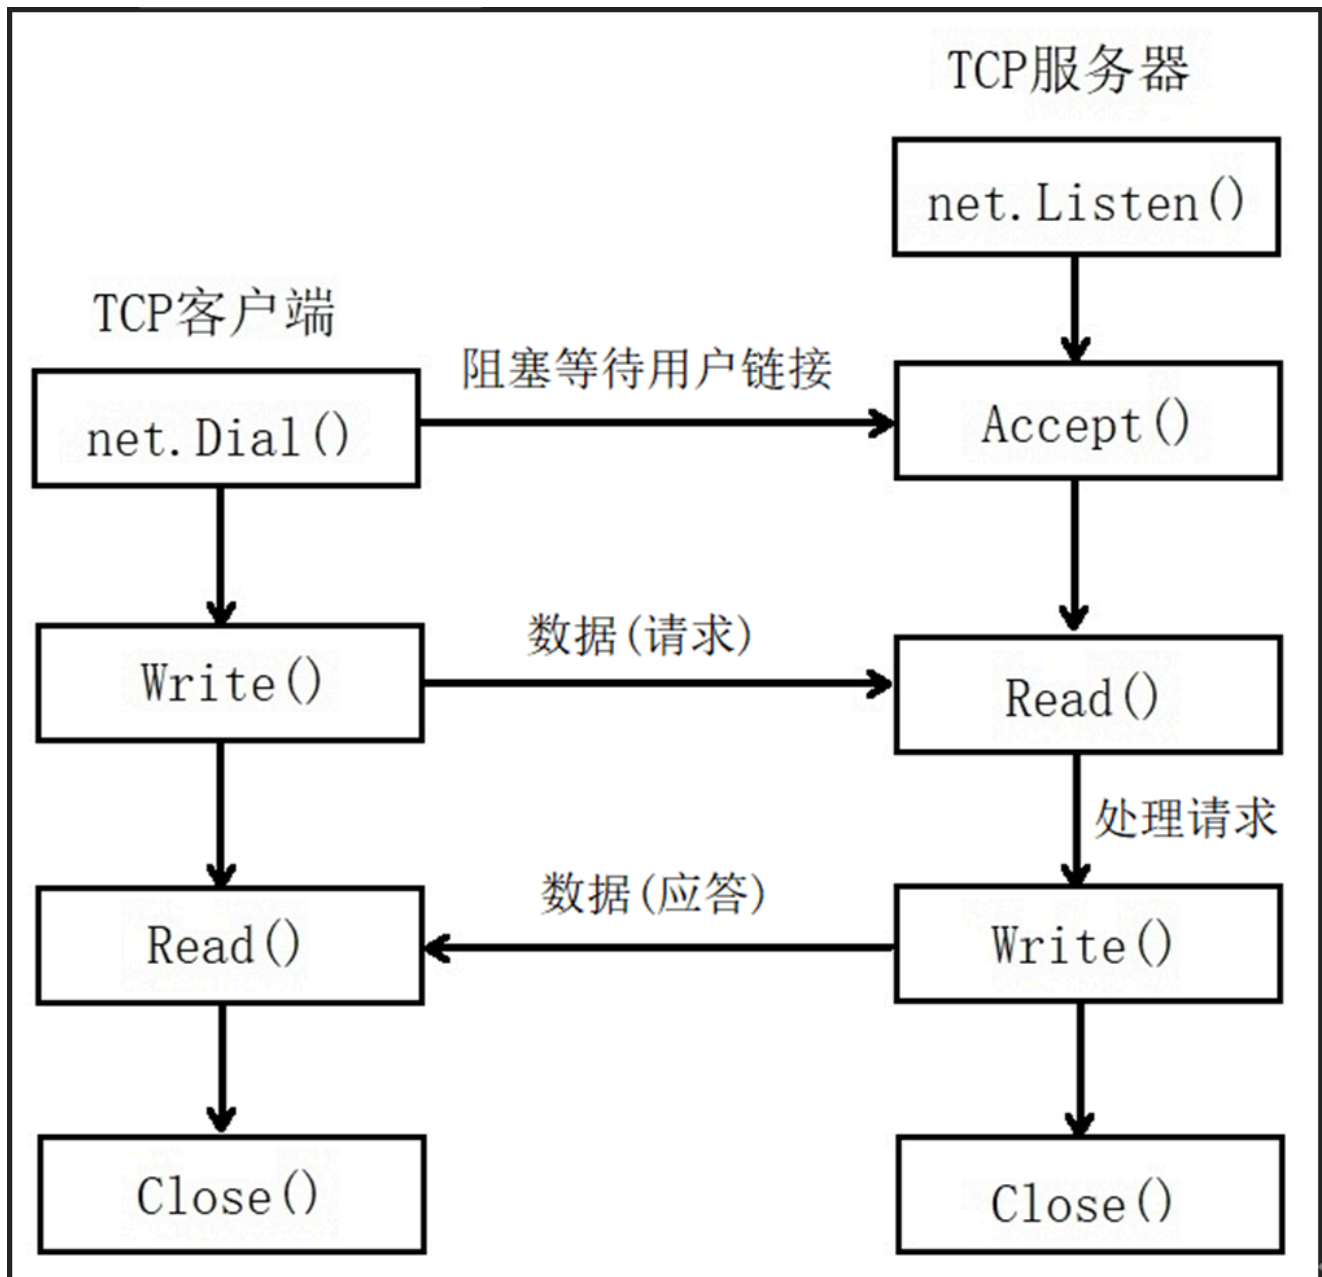 TCP服务器
net.Listen()
TCP客户端
阻塞等待用户链接
net.Dial()
Accept()
数据(请求)
Write()
Read()
处理请求
数据(应答)
Read()
Write()
Close()
Close()